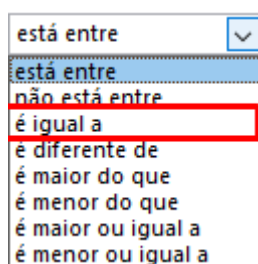 está entre
está entre
não está entre
é igual a
é diferente de
é maior do que
é menor do que
é maior ou igual a
é menor ou igual a